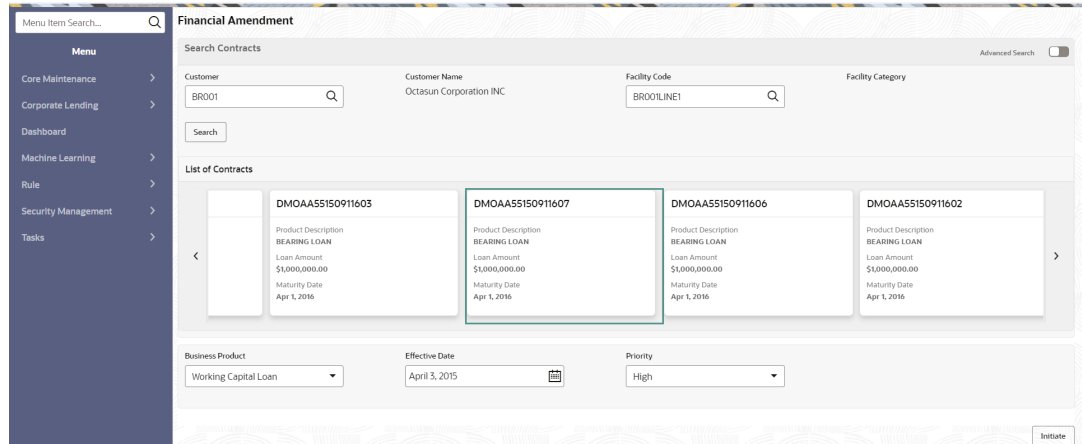 Menu Item Search...
Financial Amendment
Menu
Core Maintenance
Corporate Lending
Dashboard
Machine Learning
Rule
Security Management
Tasks
Search Contracts
Advanced Search
Customer
Customer Name
Facility Code
Facility Category
BR001
Octasun Corporation INC
BR001LINE1
Search
List of Contracts
DMOAA55150911603
Product Description
BEARING LOAN
Loan Amount
$1,000,000.00
Maturity Date
Apr 1, 2016
DMOAA55150911607
Product Description
BEARING LOAN
Loan Amount
$1,000,000.00
Maturity Date
Apr 1, 2016
DMOAA55150911606
Product Description
BEARING LOAN
Loan Amount
$1,000,000.00
Maturity Date
Apr 1, 2016
DMOAA55150911602
Product Description
BEARING LOAN
Loan Amount
$1,000,000.00
Maturity Date
Apr 1, 2016
Business Product
Effective Date
Priority
Working Capital Loan
April 3, 2015
High
Initiate